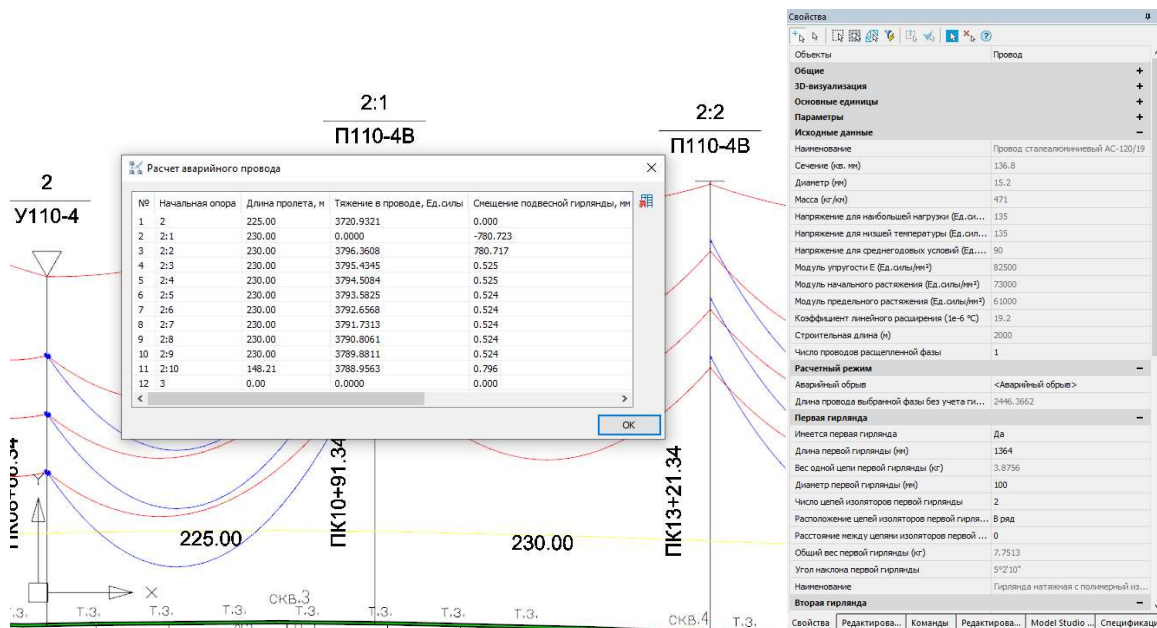 2
У110-4
2:1
П110-4В
2:2
П110-4В
Расчет аварийного провода
№ Начальная опора Длина пролета, м Тяжение в проводе, Ед.силы Смещение подвесной гирлянды, мм
1 2 225.00 3720.9321 0.000
2 2:1 230.00 0.0000 -780.723
3 2:2 230.00 3796.3608 780.717
4 2:3 230.00 3795.4345 0.525
5 2:4 230.00 3794.5084 0.525
6 2:5 230.00 3793.5825 0.524
7 2:6 230.00 3792.6568 0.524
8 2:7 230.00 3791.7313 0.524
9 2:8 230.00 3790.8061 0.524
10 2:9 230.00 3789.8811 0.524
11 2:10 148.21 3788.9563 0.796
12 3 0.00 0.0000 0.000
OK
ПК10+91.34
ПК13+21.34
225.00
230.00
Y
X
СКВ.3
СКВ.4
Т.З. Т.З. Т.З. Т.З. Т.З. Т.З. Т.З. Т.З.
Свойства
Объекты Провод
Общие +
3D-визуализация +
Основные единицы +
Параметры +
Исходные данные −
Наименование Провод сталеалюминиевый АС-120/19
Сечение (кв. мм) 136.8
Диаметр (мм) 15.2
Масса (кг/км) 471
Напряжение для наибольшей нагрузки (Ед.си... 135
Напряжение для низшей температуры (Ед.сил... 135
Напряжение для среднегодовых условий (Ед.... 90
Модуль упругости Е (Ед.силы/мм²) 82500
Модуль начального растяжения (Ед.силы/мм²) 73000
Модуль предельного растяжения (Ед.силы/мм²) 61000
Коэффициент линейного расширения (1е-6 °С) 19.2
Строительная длина (м) 2000
Число проводов расщепленной фазы 1
Расчетный режим −
Аварийный обрыв <Аварийный обрыв>
Длина провода выбранной фазы без учета ги... 2446.3662
Первая гирлянда −
Имеется первая гирлянда Да
Длина первой гирлянды (мм) 1364
Вес одной цепи первой гирлянды (кг) 3.8756
Диаметр первой гирлянды (мм) 100
Число цепей изоляторов первой гирлянды 2
Расположение цепей изоляторов первой гирля... В ряд
Расстояние между цепями изоляторов первой ... 0
Общий вес первой гирлянды (кг) 7.7513
Угол наклона первой гирлянды 5°2'10"
Наименование Гирлянда натяжная с полимерный из...
Вторая гирлянда −
Свойства Редактирова... Команды Редактирова... Model Studio ... Спецификаци